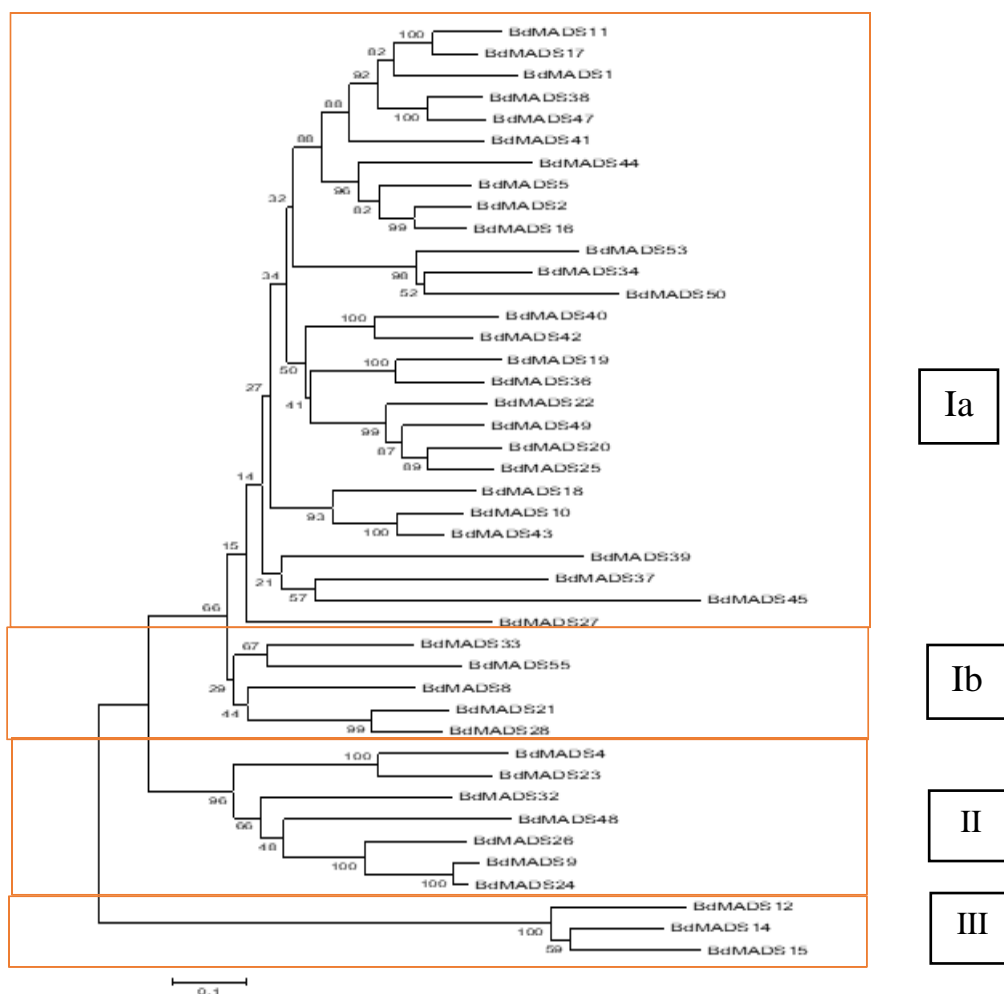 BdMADS11
100
82
BdMADS17
BdMADS1
92
BdMADS38
88
100
BdMADS47
88
BdMADS41
BdMADS44
96
BdMADS5
32
82
BdMADS2
99
BdMADS16
BdMADS53
34
98
BdMADS34
52
BdMADS50
100
BdMADS40
BdMADS42
50
100
BdMADS19
BdMADS36
27
41
BdMADS22
99
BdMADS49
87
BdMADS20
89
BdMADS25
Ia
14
BdMADS18
93
BdMADS10
100
BdMADS43
15
BdMADS39
21
BdMADS37
57
BdMADS45
66
BdMADS27
67
BdMADS33
BdMADS55
29
BdMADS8
44
BdMADS21
99
BdMADS28
Ib
100
BdMADS4
BdMADS23
96
BdMADS32
66
BdMADS48
48
BdMADS26
100
BdMADS9
100
BdMADS24
II
BdMADS12
100
BdMADS14
59
BdMADS15
III
0.1